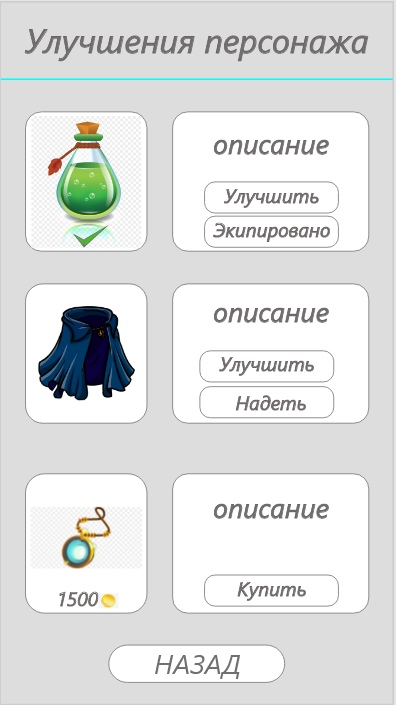 Улучшения персонажа
описание
Улучшить
Экипировано
описание
Улучшить
Надеть
описание
1500
Купить
НАЗАД